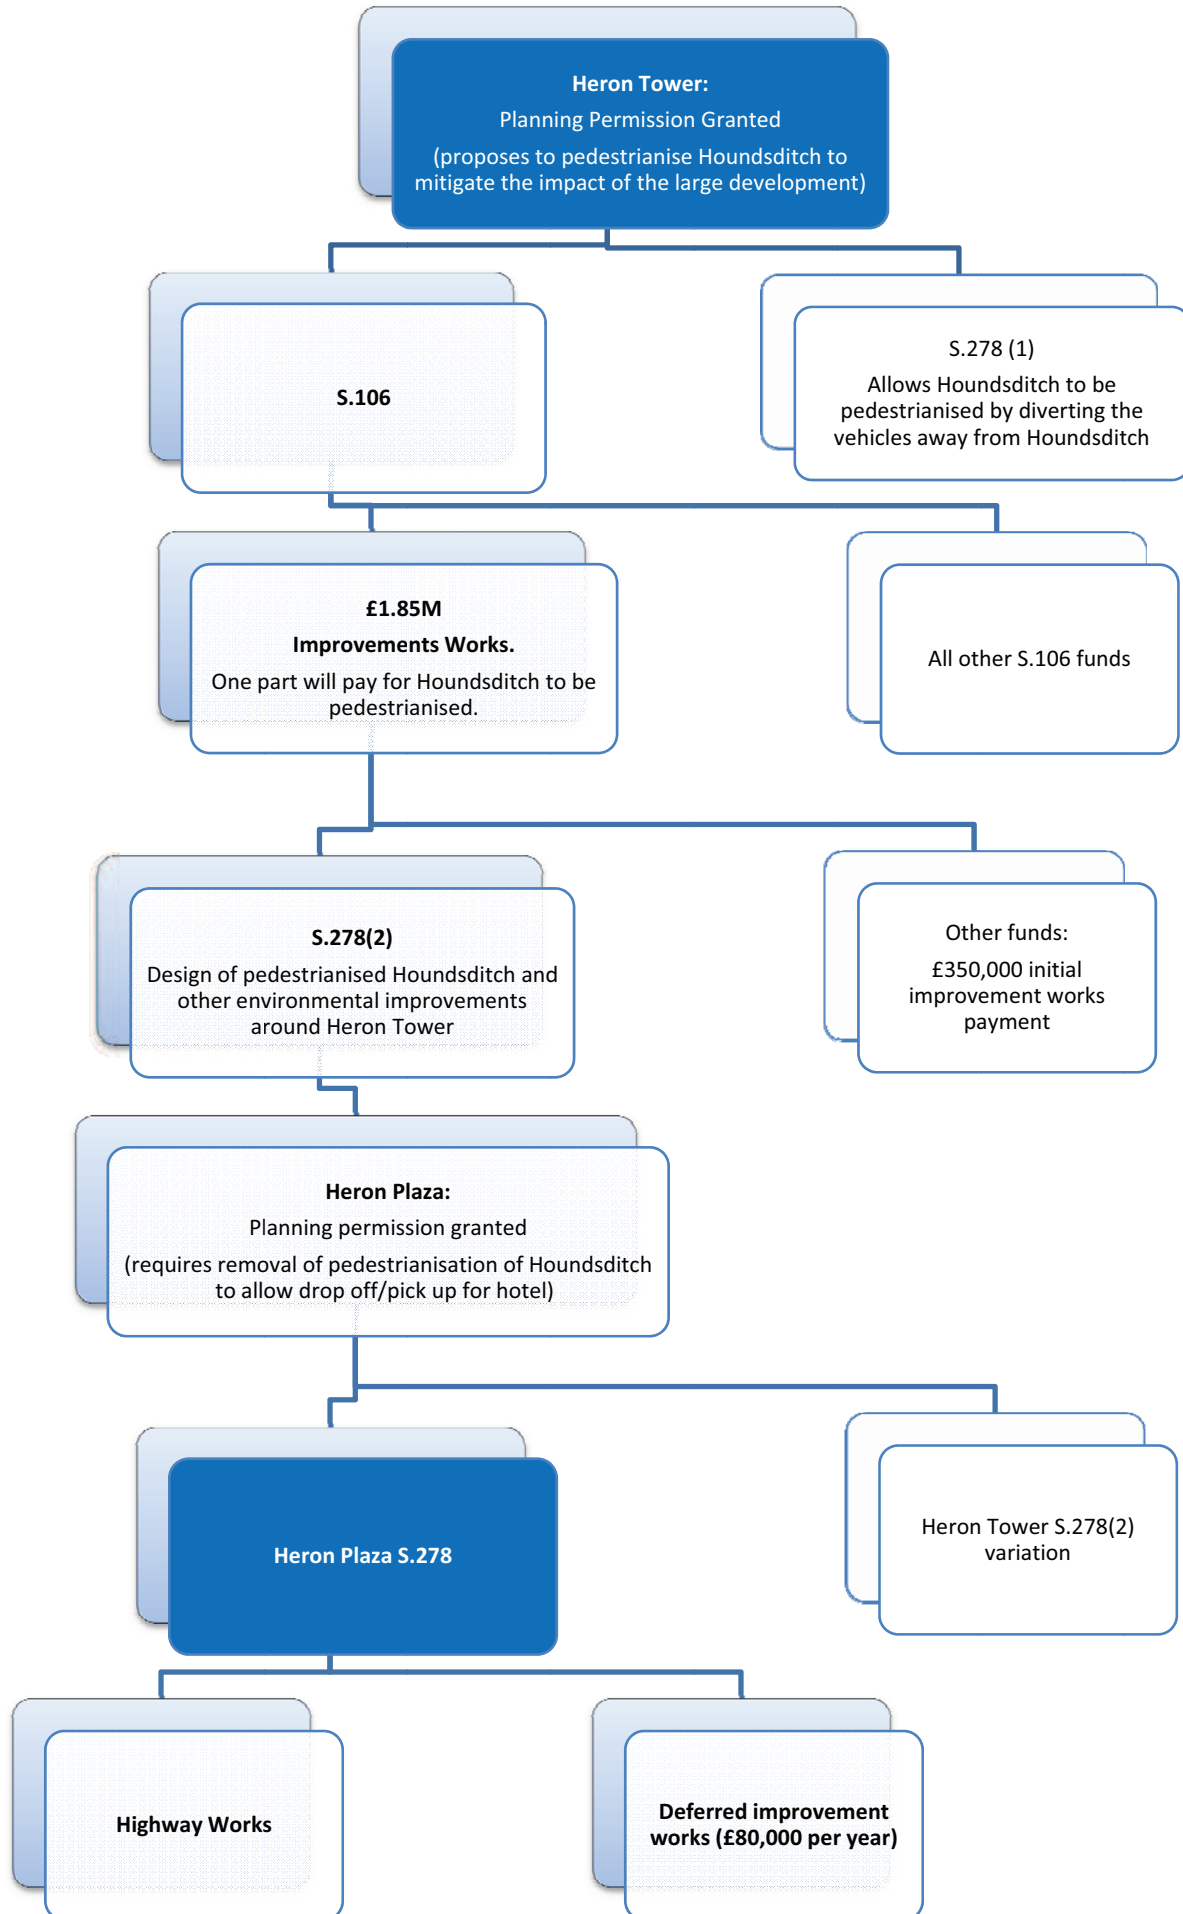 Heron Tower:
Planning Permission Granted
(proposes to pedestrianise Houndsditch to
mitigate the impact of the large development)
S.106
S.278 (1)
Allows Houndsditch to be
pedestrianised by diverting the
vehicles away from Houndsditch
£1.85M
Improvements Works.
One part will pay for Houndsditch to be
pedestrianised.
All other S.106 funds
S.278(2)
Design of pedestrianised Houndsditch and
other environmental improvements
around Heron Tower
Other funds:
£350,000 initial
improvement works
payment
Heron Plaza:
Planning permission granted
(requires removal of pedestrianisation of Houndsditch
to allow drop off/pick up for hotel)
Heron Plaza S.278
Heron Tower S.278(2)
variation
Highway Works
Deferred improvement
works (£80,000 per year)